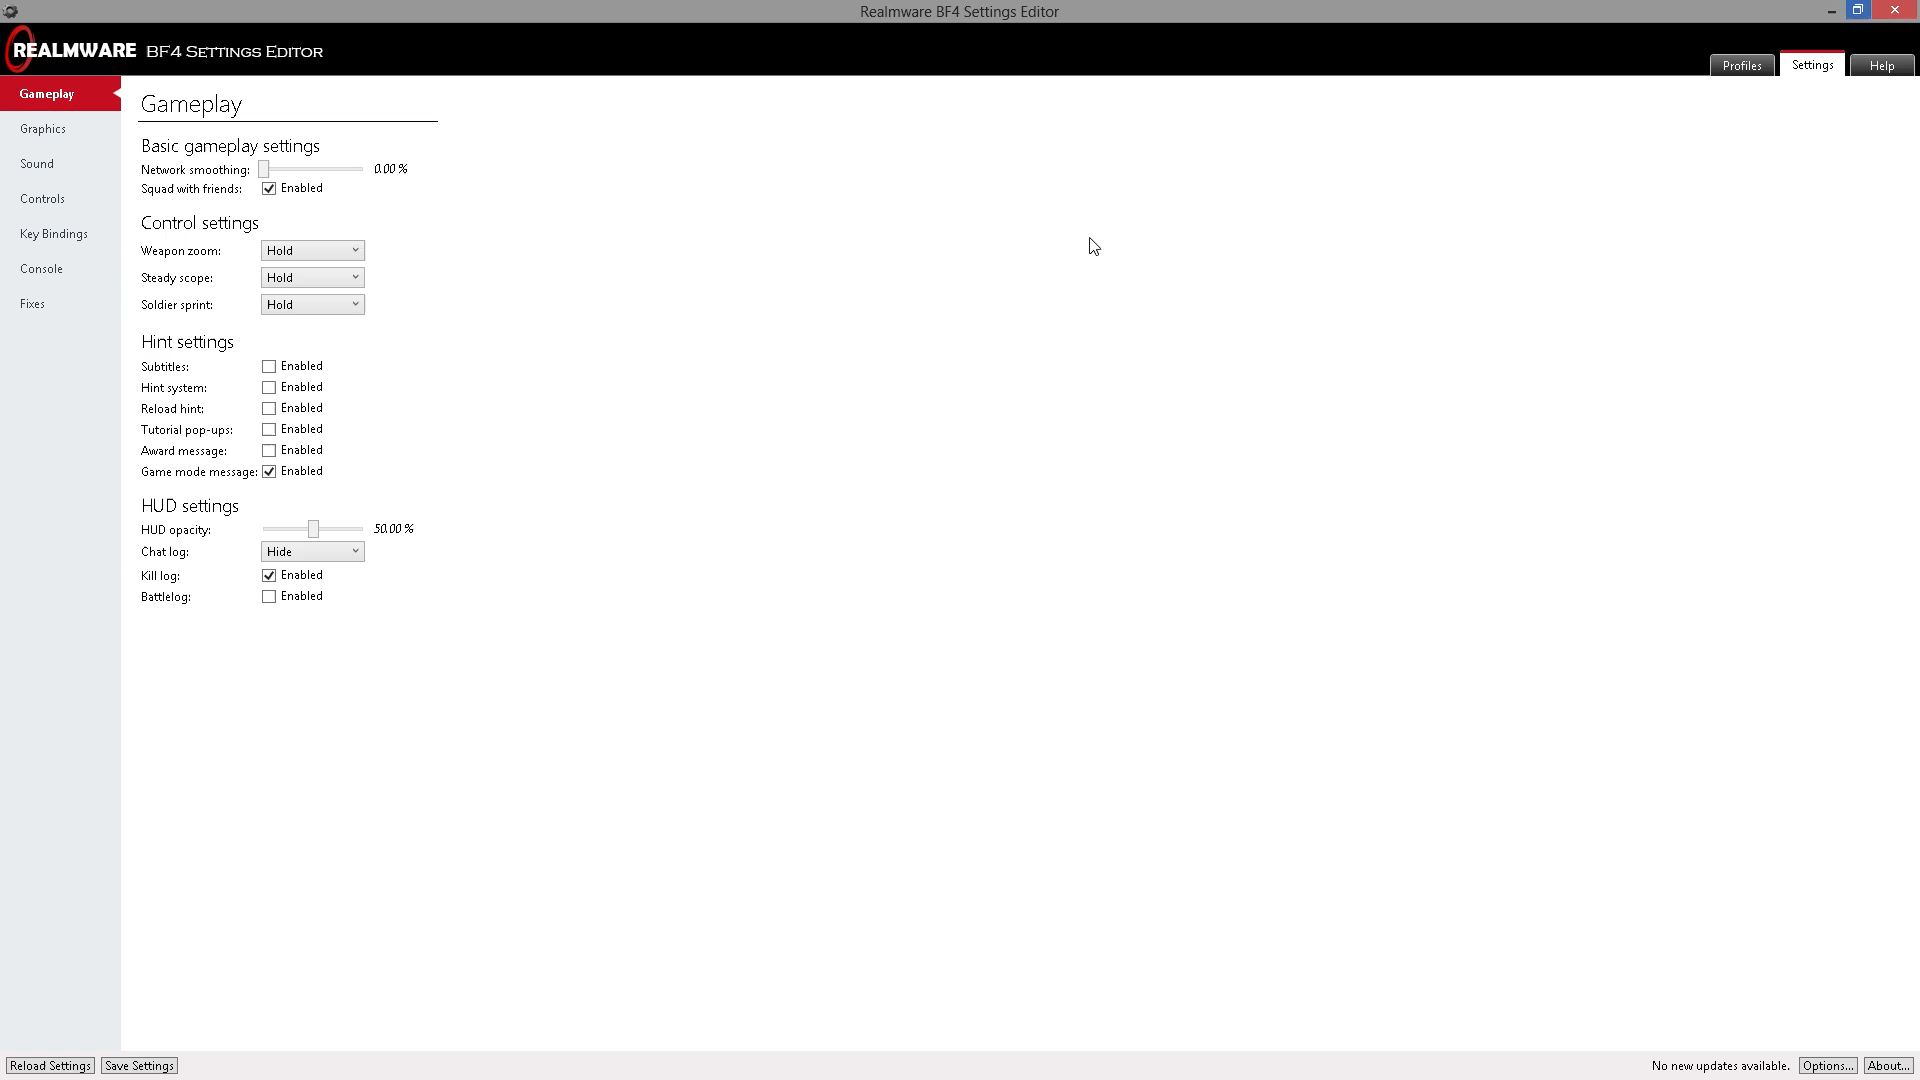 Realmware BF4 Settings Editor
REALMWARE BF4 SETTINGS EDITOR
Profiles Settings Help
Gameplay
Graphics
Sound
Controls
Key Bindings
Console
Fixes
Gameplay
Basic gameplay settings
Network smoothing: 0.00 %
Squad with friends: Enabled
Control settings
Weapon zoom: Hold
Steady scope: Hold
Soldier sprint: Hold
Hint settings
Subtitles: Enabled
Hint system: Enabled
Reload hint: Enabled
Tutorial pop-ups: Enabled
Award message: Enabled
Game mode message: Enabled
HUD settings
HUD opacity: 50.00 %
Chat log: Hide
Kill log: Enabled
Battlelog: Enabled
Reload Settings Save Settings No new updates available. Options... About...